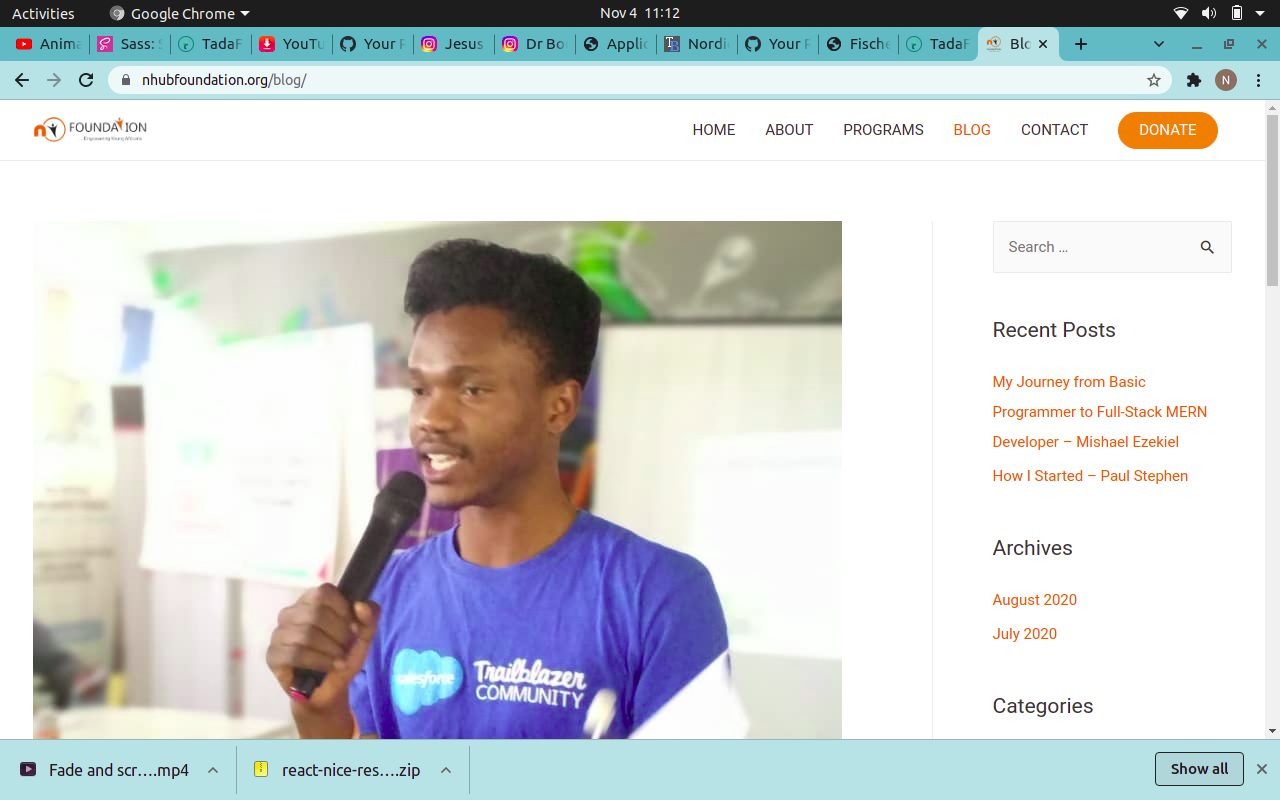 Activities
Google Chrome
Nov 4 11:12
Anima
Sass: S
TadaF
YouTu
Your F
Jesus
Dr Bo
Applic
Nordi
Your F
Fische
TadaF
Blo
nhubfoundation.org/blog/
N
n FOUNDATION
...Empowering Young Africans
HOME
ABOUT
PROGRAMS
BLOG
CONTACT
DONATE
Search ...
Recent Posts
My Journey from Basic
Programmer to Full-Stack MERN
Developer – Mishael Ezekiel
How I Started – Paul Stephen
Archives
August 2020
July 2020
Categories
salesforce
Trailblazer
COMMUNITY
Fade and scr....mp4
react-nice-res....zip
Show all